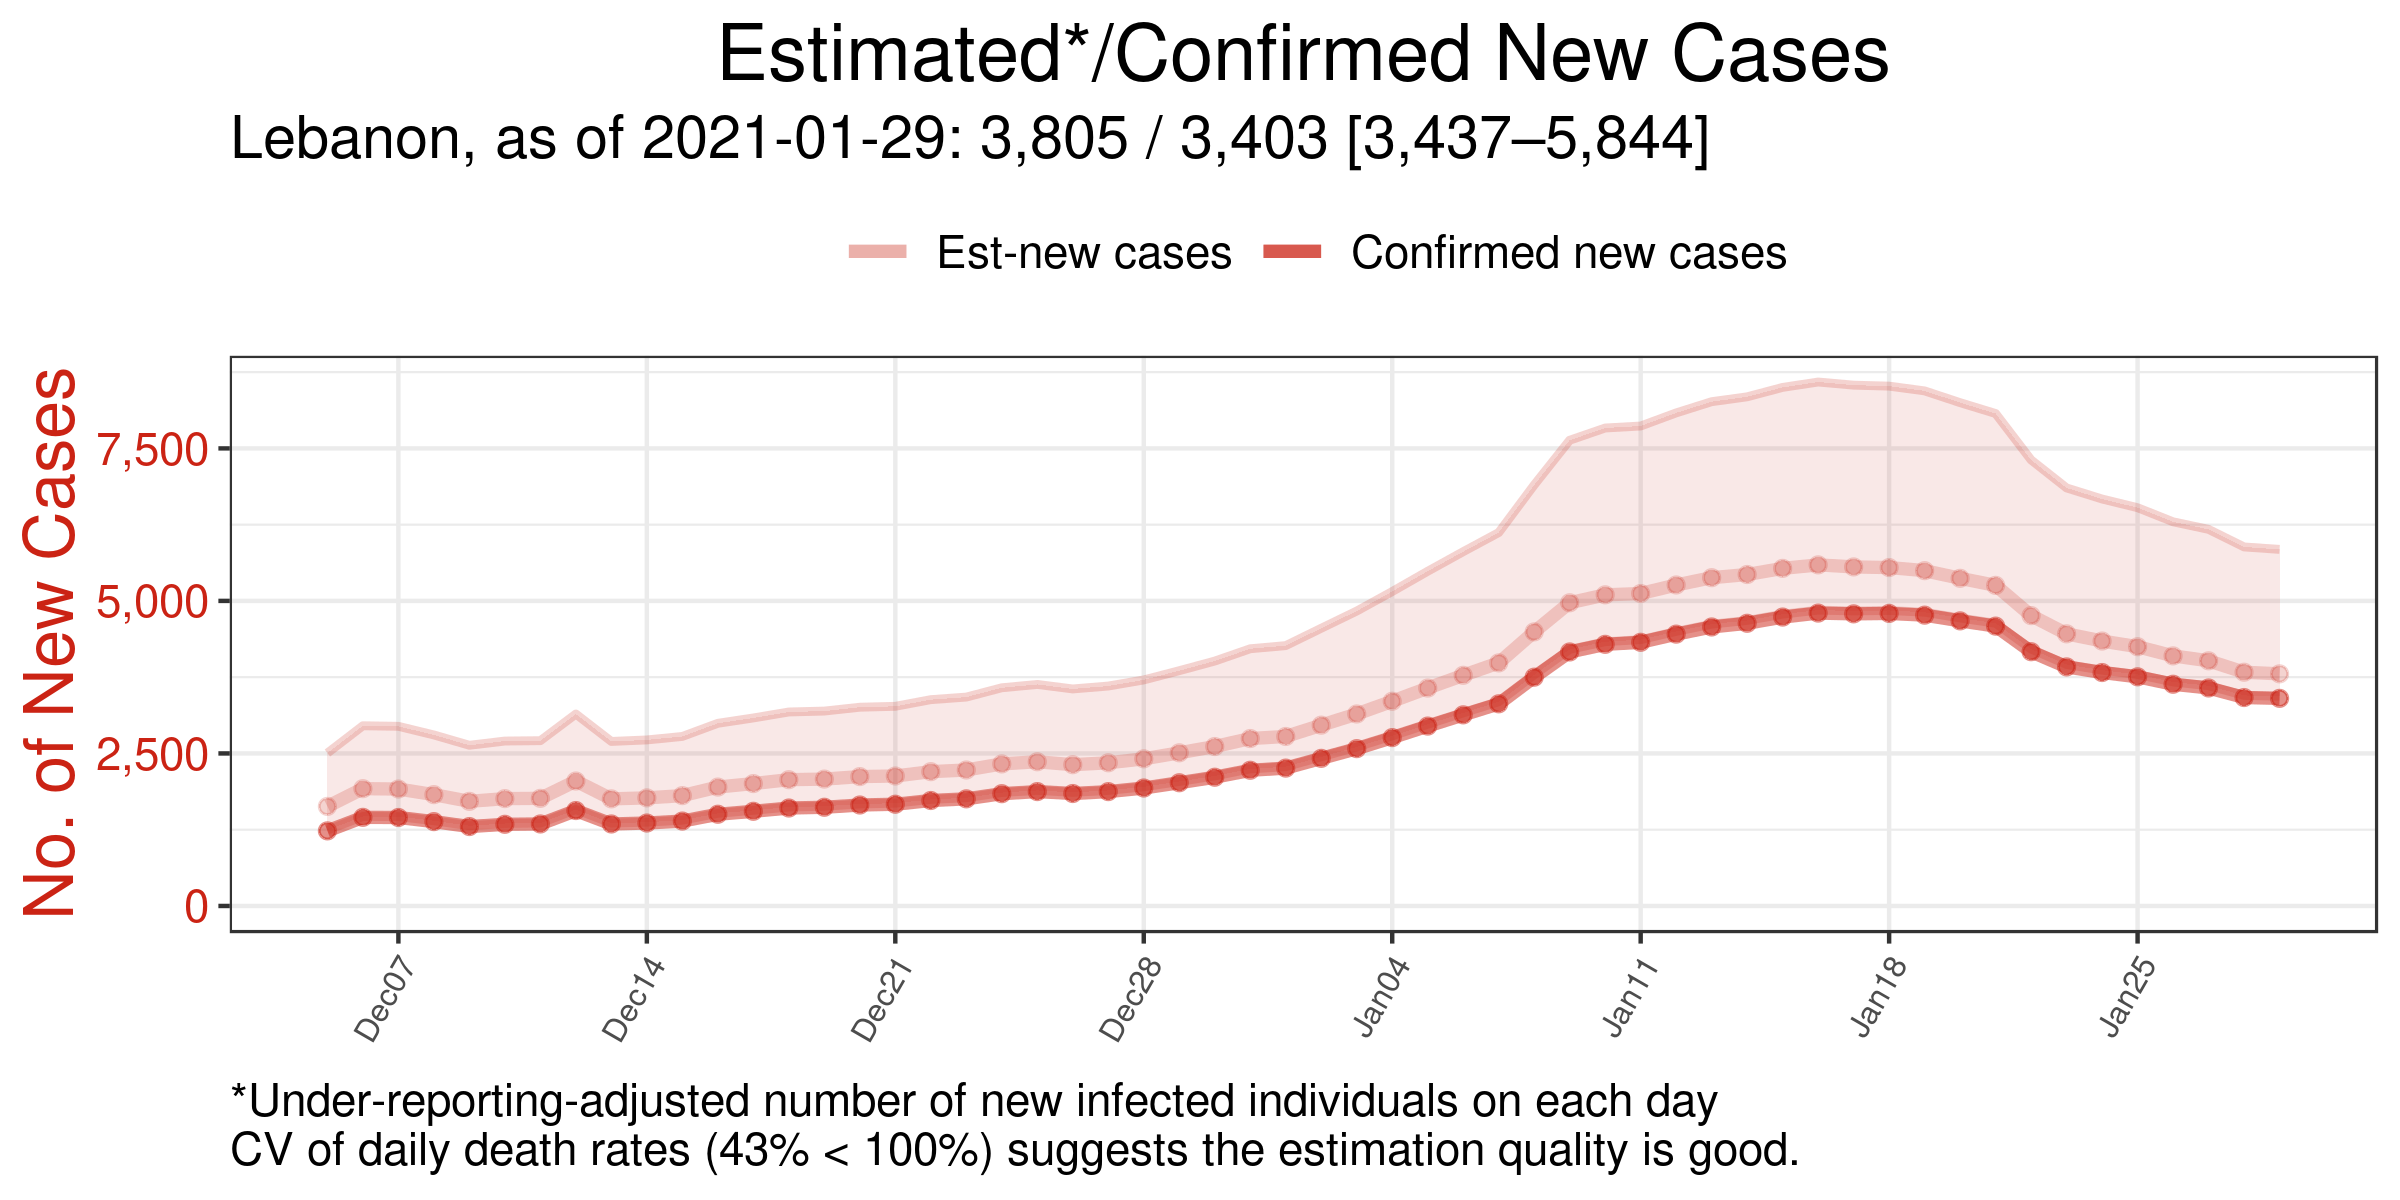 Estimated*/Confirmed New Cases
Lebanon, as of 2021-01-29: 3,805 / 3,403 [3,437–5,844]
Est-new cases
Confirmed new cases
No. of New Cases
7,500
5,000
2,500
0
Dec07
Dec14
Dec21
Dec28
Jan04
Jan11
Jan18
Jan25
*Under-reporting-adjusted number of new infected individuals on each day
CV of daily death rates (43% < 100%) suggests the estimation quality is good.